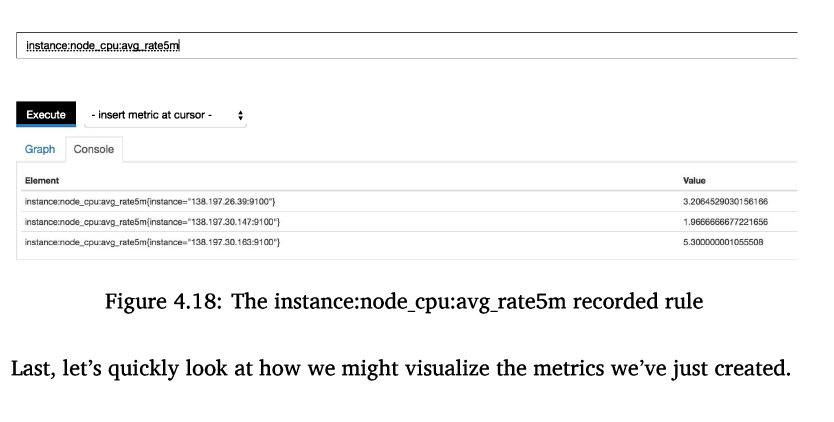 instance:node_cpu:avg_rate5m
Execute
- insert metric at cursor -
Graph Console
Element Value
instance:node_cpu:avg_rate5m{instance="138.197.26.39:9100"} 3.2064529030156166
instance:node_cpu:avg_rate5m{instance="138.197.30.147:9100"} 1.9666666677221656
instance:node_cpu:avg_rate5m{instance="138.197.30.163:9100"} 5.300000001055508
Figure 4.18: The instance:node_cpu:avg_rate5m recorded rule
Last, let’s quickly look at how we might visualize the metrics we’ve just created.